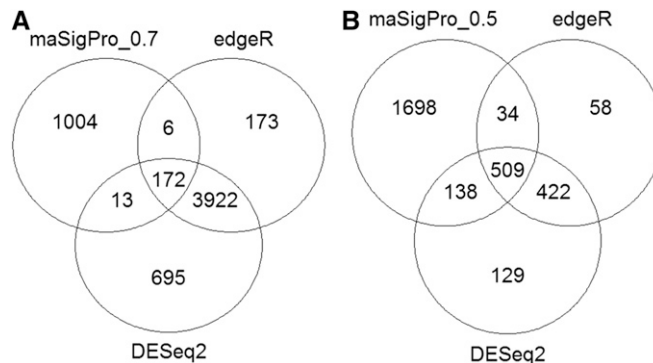 A
maSigPro_0.7
edgeR
1004
6
173
172
13
3922
695
DESeq2
B
maSigPro_0.5
edgeR
1698
34
58
509
138
422
129
DESeq2